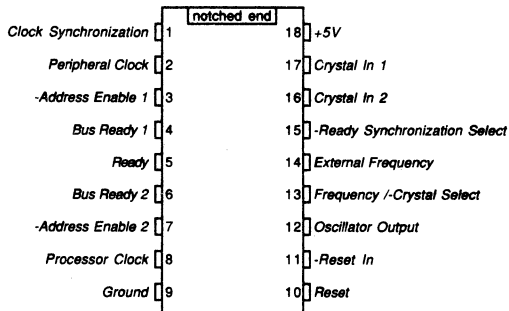 notched end
Clock Synchronization 1 18 +5V
Peripheral Clock 2 17 Crystal In 1
-Address Enable 1 3 16 Crystal In 2
Bus Ready 1 4 15 -Ready Synchronization Select
Ready 5 14 External Frequency
Bus Ready 2 6 13 Frequency /-Crystal Select
-Address Enable 2 7 12 Oscillator Output
Processor Clock 8 11 -Reset In
Ground 9 10 Reset